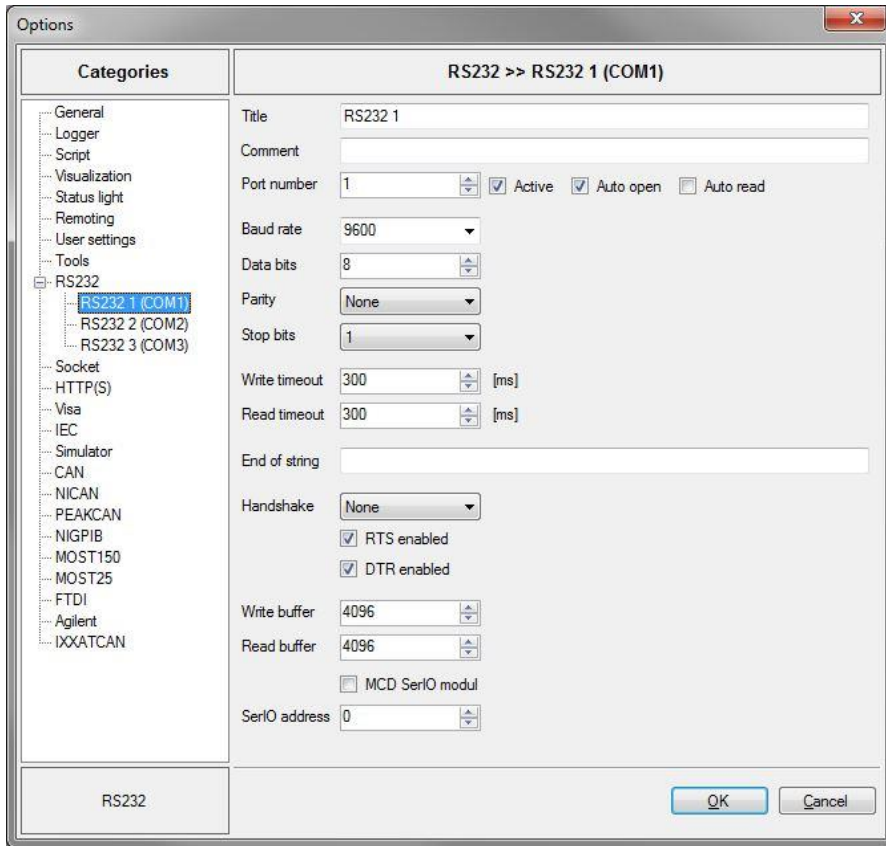 Options
Categories
RS232 >> RS232 1 (COM1)
General
Logger
Script
Visualization
Status light
Remoting
User settings
Tools
RS232
RS232 1 (COM1)
RS232 2 (COM2)
RS232 3 (COM3)
Socket
HTTP(S)
Visa
IEC
Simulator
CAN
NICAN
PEAKCAN
NIGPIB
MOST150
MOST25
FTDI
Agilent
IXXATCAN
RS232
Title RS232 1
Comment
Port number 1 Active Auto open Auto read
Baud rate 9600
Data bits 8
Parity None
Stop bits 1
Write timeout 300 [ms]
Read timeout 300 [ms]
End of string
Handshake None
RTS enabled
DTR enabled
Write buffer 4096
Read buffer 4096
MCD SerIO modul
SerIO address 0
OK Cancel